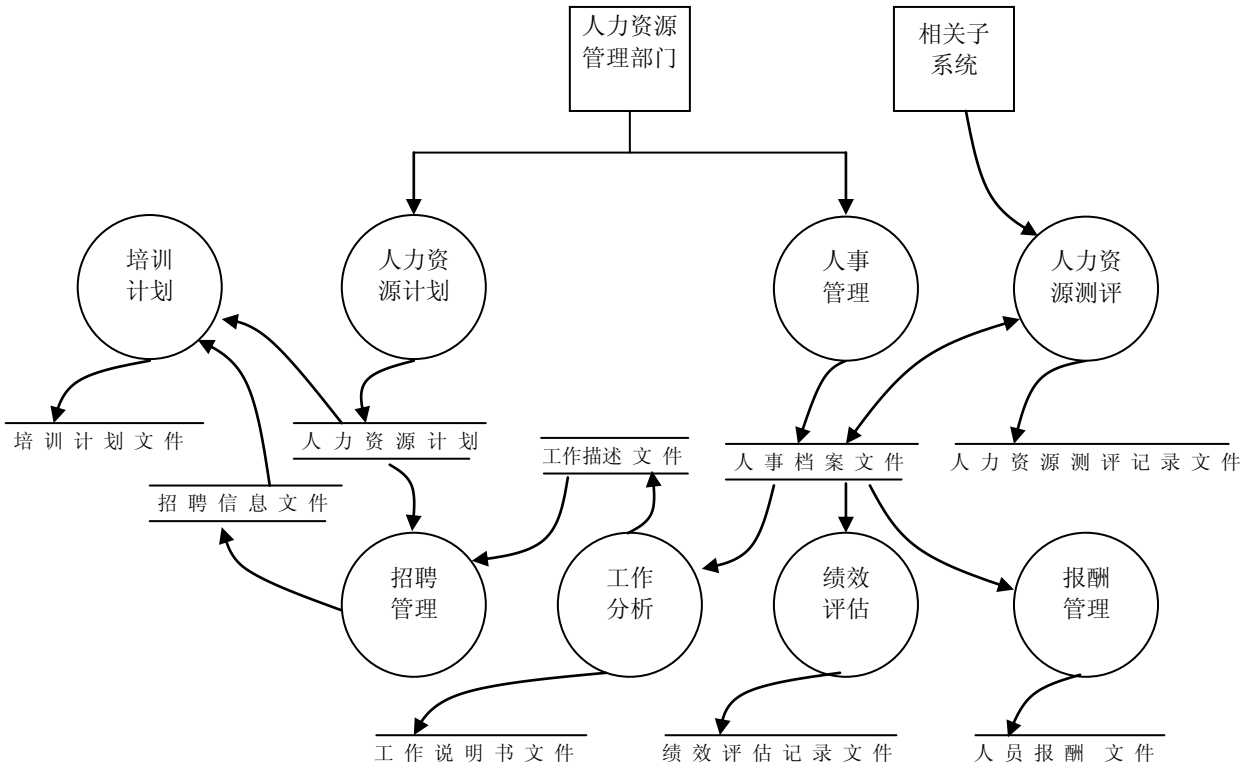 人力资源
管理部门
相关子
系统
培训
计划
人力资
源计划
人事
管理
人力资
源测评
培训计划文件
人力资源计划
工作描述文件
人事档案文件
人力资源测评记录文件
招聘信息文件
招聘
管理
工作
分析
绩效
评估
报酬
管理
工作说明书文件
绩效评估记录文件
人员报酬 文件